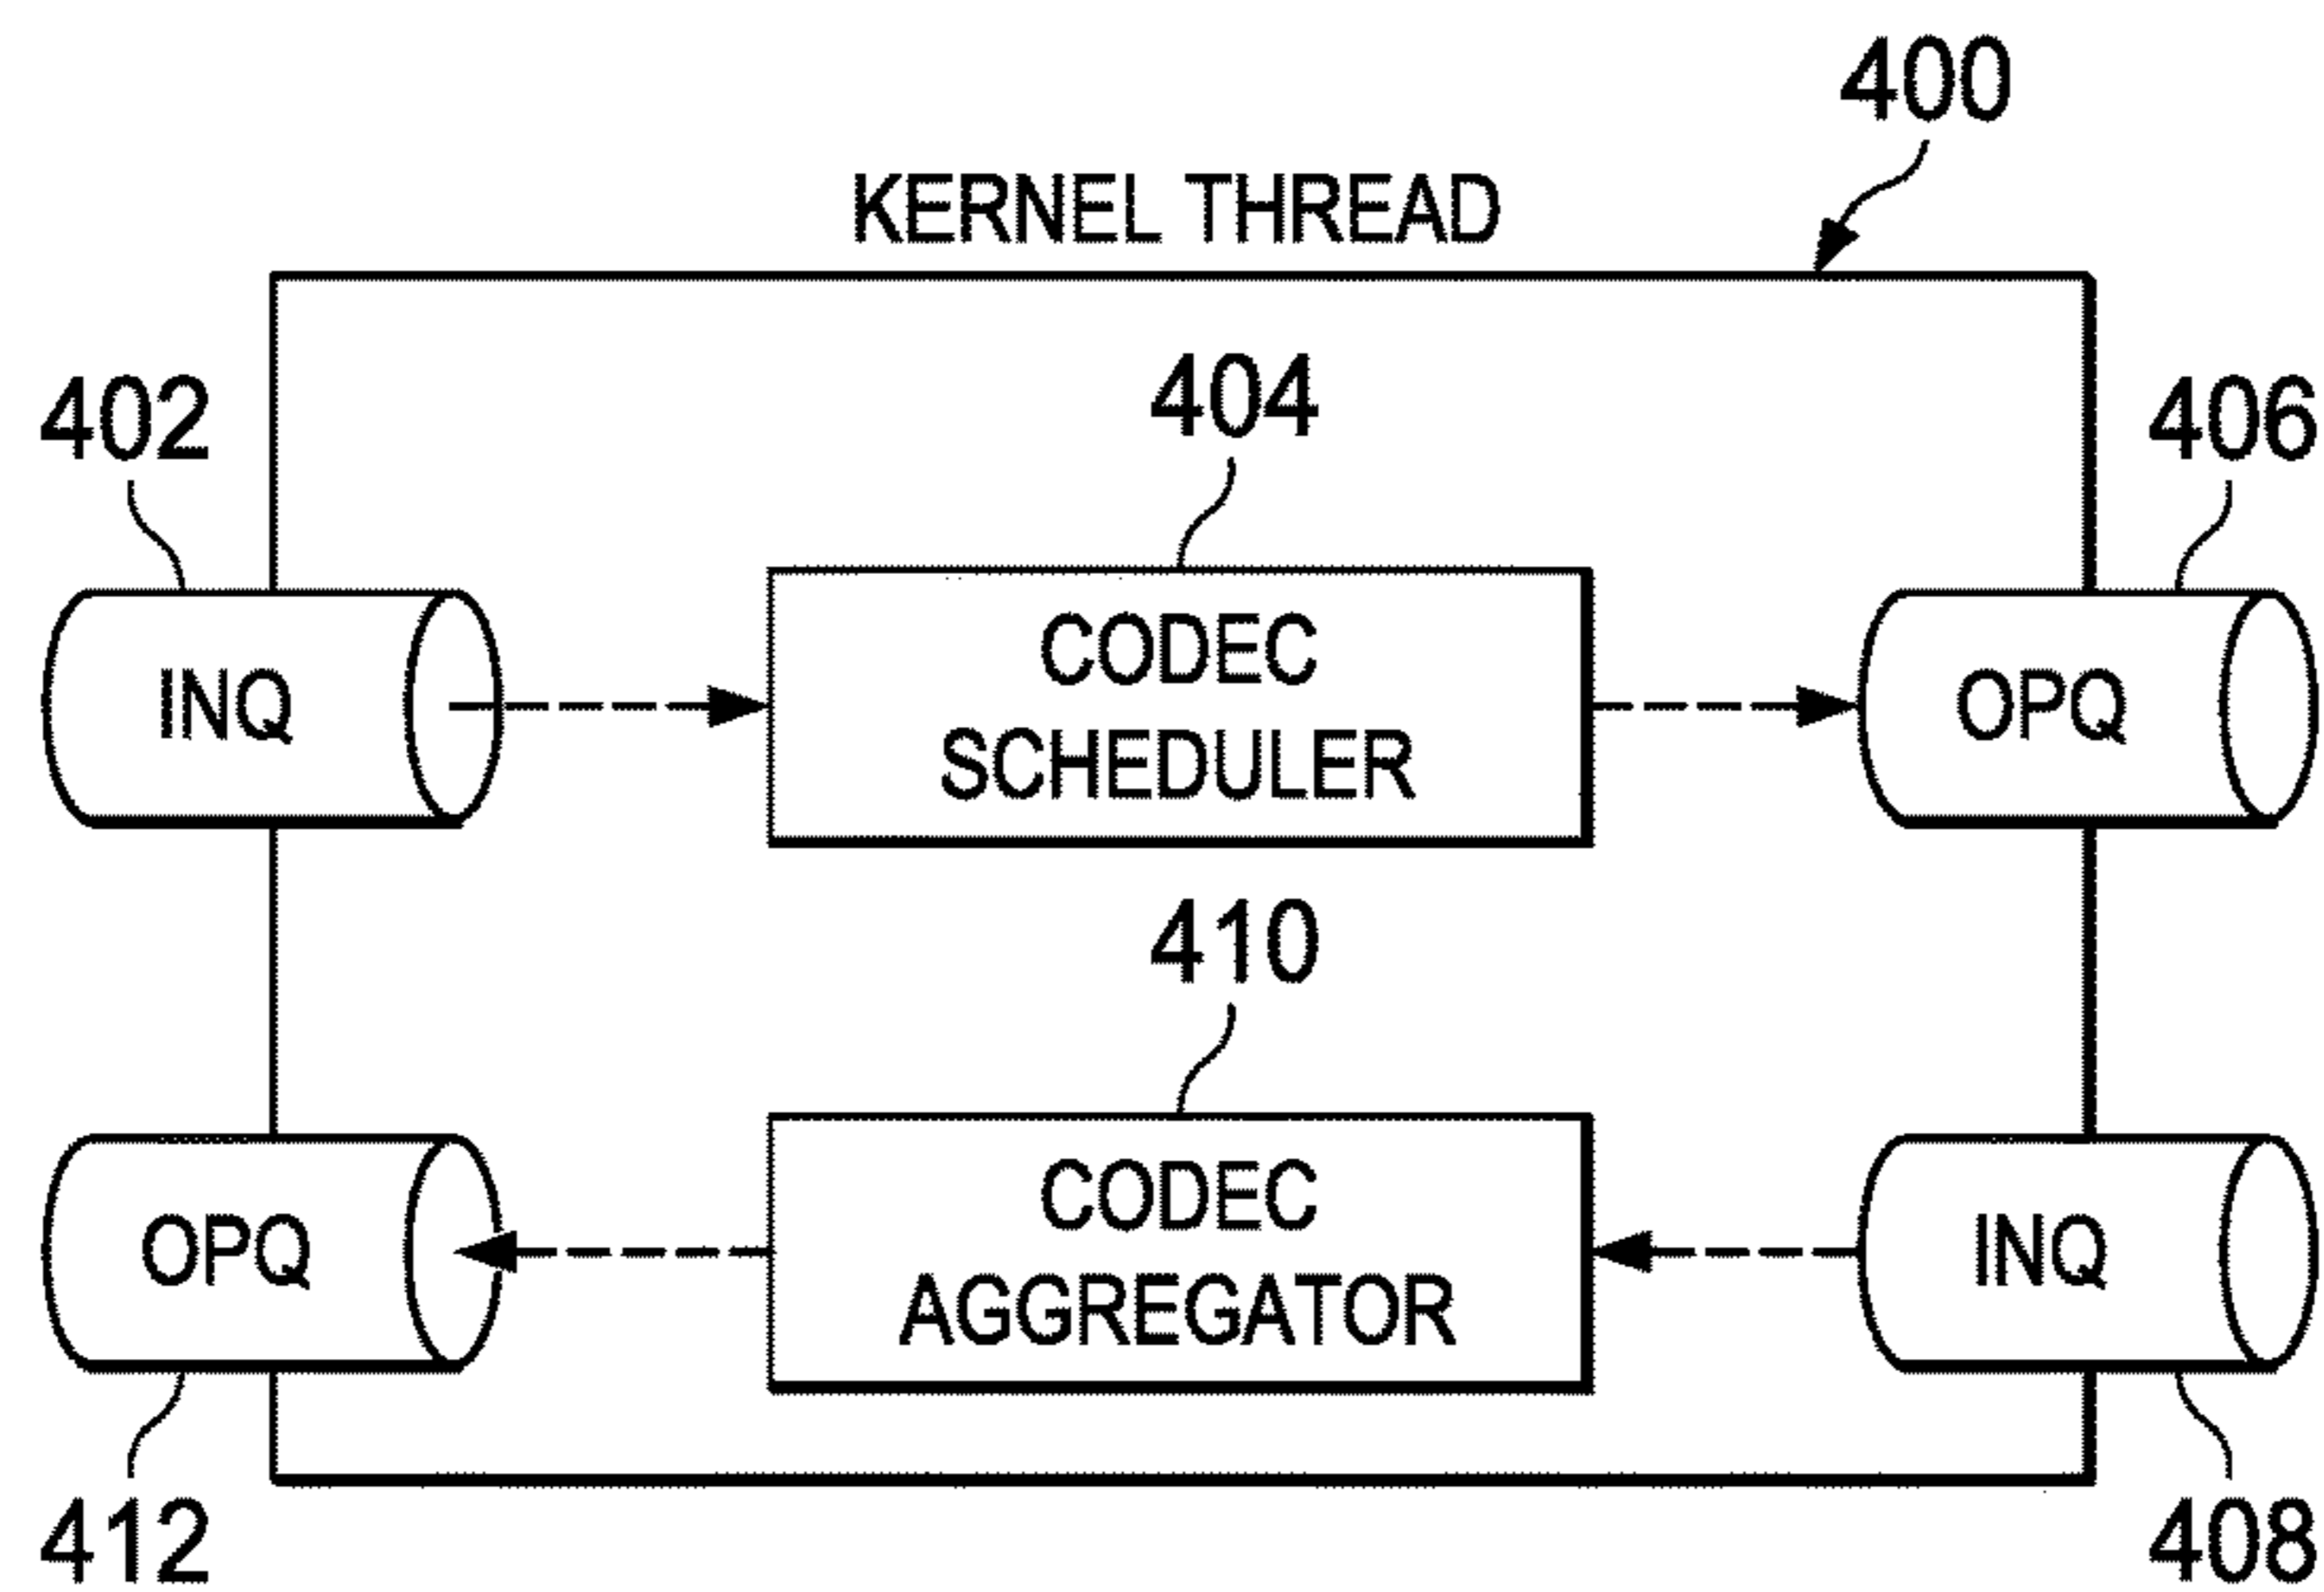 400
KERNEL THREAD
402
404
406
INQ
CODEC
SCHEDULER
OPQ
410
OPQ
CODEC
AGGREGATOR
INQ
412
408